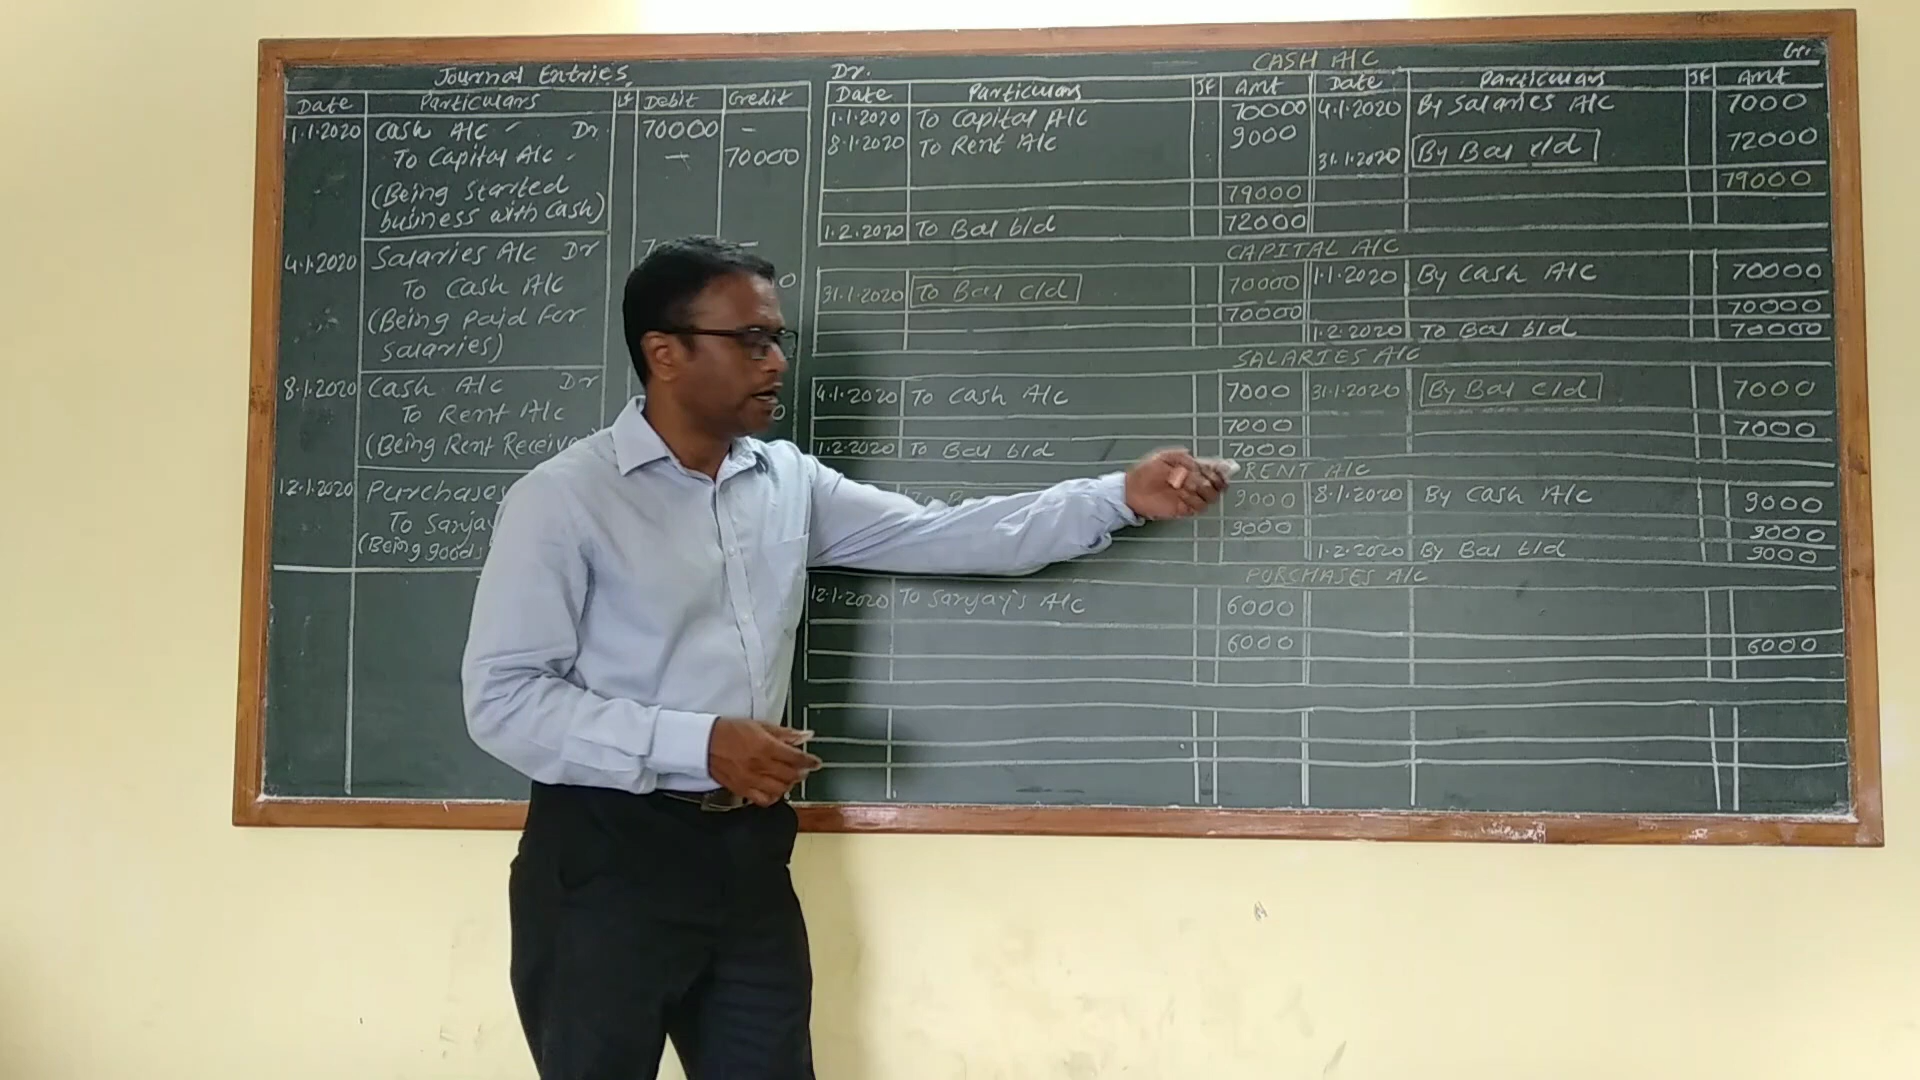 Journal Entries
Date Particulars LF Debit Credit
1.1.2020 Cash A/c Dr. 70000 -
To Capital A/c - 70000
(Being Started
business with Cash)
4.1.2020 Salaries A/c Dr
To Cash A/c
(Being Paid for
Salaries)
8.1.2020 Cash A/c Dr
To Rent A/c
(Being Rent
12.1.2020 Purchases
To Sanjay
(Being goods
Dr. CASH A/C Cr.
Date Particulars JF Amt Date Particulars JF Amt
1.1.2020 To Capital A/c 70000 4.1.2020 By Salaries A/c 7000
8.1.2020 To Rent A/c 9000
31.1.2020 By Bal c/d 72000
79000 79000
1.2.2020 To Bal b/d 72000
CAPITAL A/C
31.1.2020 To Bal c/d 70000 1.1.2020 By Cash A/c 70000
70000 70000
1.2.2020 To Bal b/d 70000
SALARIES A/C
4.1.2020 To Cash A/c 7000 31.1.2020 By Bal c/d 7000
7000 7000
1.2.2020 To Bal b/d 7000
RENT A/C
9000 8.1.2020 By Cash A/c 9000
9000 9000
1.2.2020 By Bal b/d 9000
PURCHASES A/C
12.1.2020 To Sanjay's A/c 6000
6000 6000